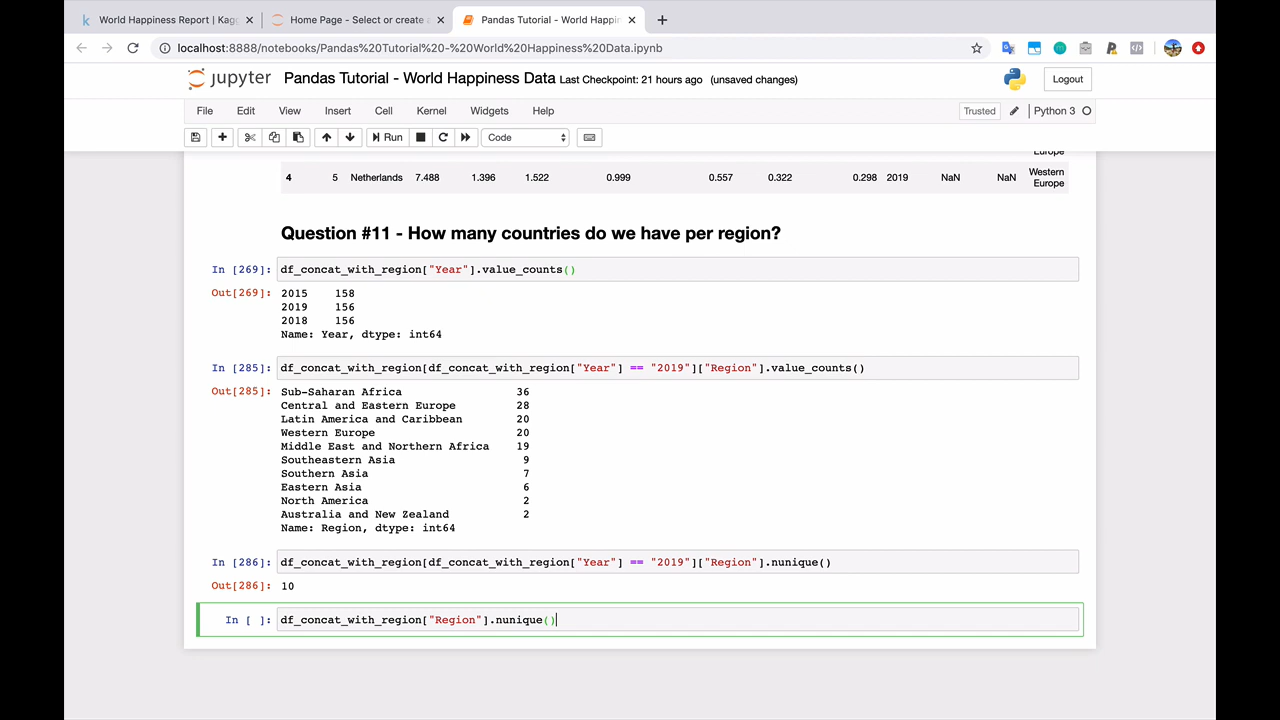 World Happiness Report | Kagg
Home Page - Select or create a
Pandas Tutorial - World Happin
localhost:8888/notebooks/Pandas%20Tutorial%20-%20World%20Happiness%20Data.ipynb
jupyter Pandas Tutorial - World Happiness Data Last Checkpoint: 21 hours ago (unsaved changes)
Logout
File Edit View Insert Cell Kernel Widgets Help
Trusted Python 3
Run Code
Europe
4 5 Netherlands 7.488 1.396 1.522 0.999 0.557 0.322 0.298 2019 NaN NaN Western
Europe
Question #11 - How many countries do we have per region?
In [269]: df_concat_with_region["Year"].value_counts()
Out[269]: 2015 158
2019 156
2018 156
Name: Year, dtype: int64
In [285]: df_concat_with_region[df_concat_with_region["Year"] == "2019"]["Region"].value_counts()
Out[285]: Sub-Saharan Africa 36
Central and Eastern Europe 28
Latin America and Caribbean 20
Western Europe 20
Middle East and Northern Africa 19
Southeastern Asia 9
Southern Asia 7
Eastern Asia 6
North America 2
Australia and New Zealand 2
Name: Region, dtype: int64
In [286]: df_concat_with_region[df_concat_with_region["Year"] == "2019"]["Region"].nunique()
Out[286]: 10
In [ ]: df_concat_with_region["Region"].nunique()